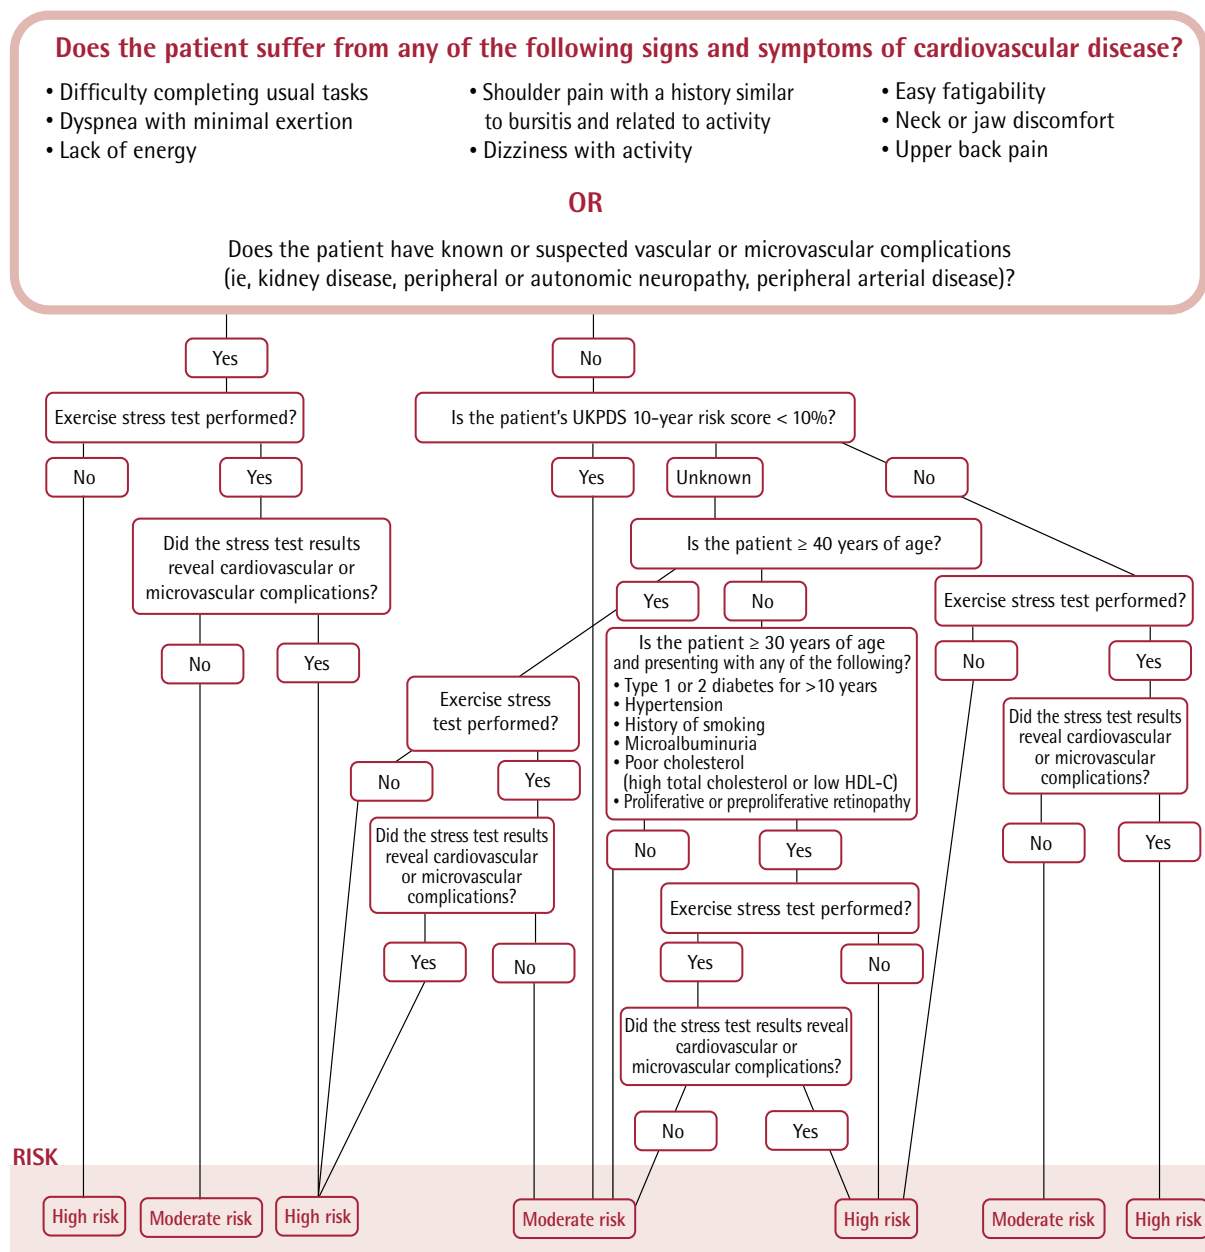 Does the patient suffer from any of the following signs and symptoms of cardiovascular disease?
• Difficulty completing usual tasks
• Dyspnea with minimal exertion
• Lack of energy
• Shoulder pain with a history similar
to bursitis and related to activity
• Dizziness with activity
• Easy fatigability
• Neck or jaw discomfort
• Upper back pain
OR
Does the patient have known or suspected vascular or microvascular complications
(ie, kidney disease, peripheral or autonomic neuropathy, peripheral arterial disease)?
Yes
No
Exercise stress test performed?
Is the patient's UKPDS 10-year risk score < 10%?
No
Yes
Yes
Unknown
No
Did the stress test results
reveal cardiovascular or
microvascular complications?
Is the patient ≥ 40 years of age?
Yes
No
Exercise stress test performed?
No
Yes
Is the patient ≥ 30 years of age
and presenting with any of the following?
• Type 1 or 2 diabetes for >10 years
• Hypertension
• History of smoking
• Microalbuminuria
• Poor cholesterol
(high total cholesterol or low HDL-C)
• Proliferative or preproliferative retinopathy
No
Yes
Exercise stress
test performed?
No
Yes
Did the stress test results
reveal cardiovascular
or microvascular
complications?
Did the stress test results
reveal cardiovascular
or microvascular
complications?
No
Yes
No
Yes
Exercise stress test performed?
Yes
No
Yes
No
Did the stress test results reveal
cardiovascular or
microvascular complications?
No
Yes
RISK
High risk
Moderate risk
High risk
Moderate risk
High risk
Moderate risk
High risk